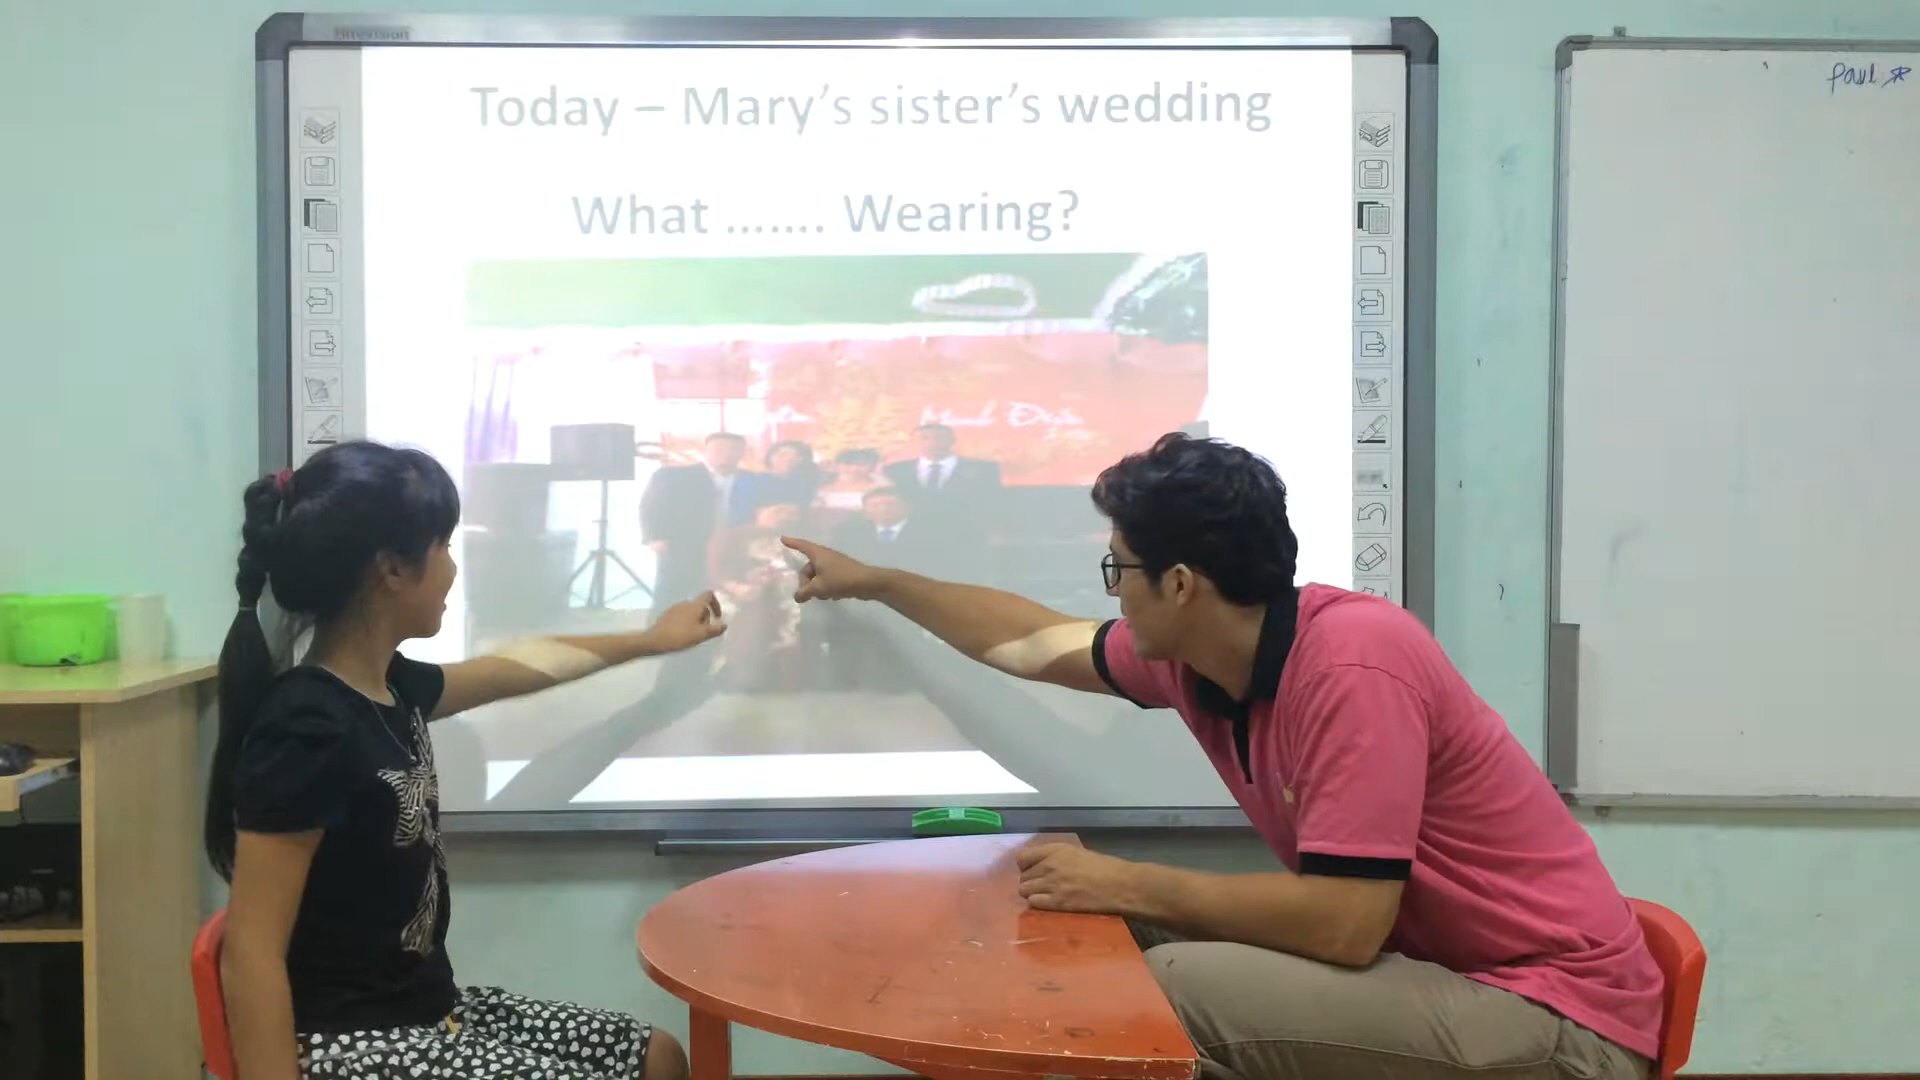 Today – Mary's sister's wedding
What ....... Wearing?
Paul